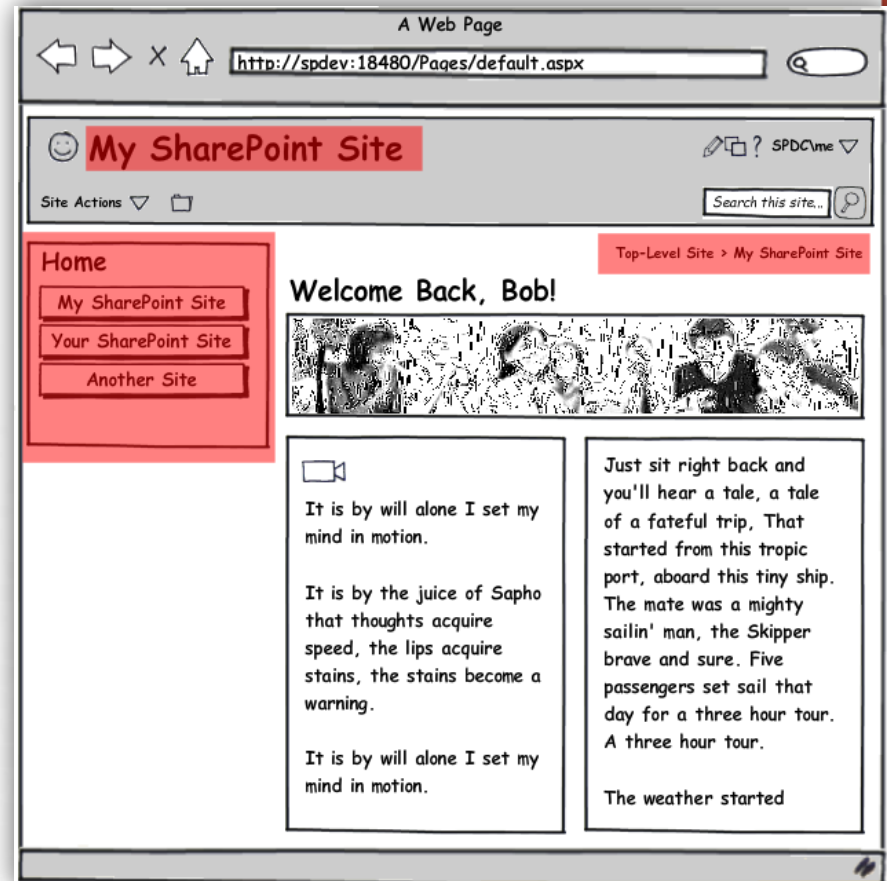 A Web Page
http://spdev:18480/Pages/default.aspx
My SharePoint Site
? SPDC\me
Site Actions
Search this site...
Home
My SharePoint Site
Your SharePoint Site
Another Site
Top-Level Site > My SharePoint Site
Welcome Back, Bob!
It is by will alone I set my
mind in motion.
It is by the juice of Sapho
that thoughts acquire
speed, the lips acquire
stains, the stains become a
warning.
It is by will alone I set my
mind in motion.
Just sit right back and
you'll hear a tale, a tale
of a fateful trip, That
started from this tropic
port, aboard this tiny ship.
The mate was a mighty
sailin' man, the Skipper
brave and sure. Five
passengers set sail that
day for a three hour tour.
A three hour tour.
The weather started